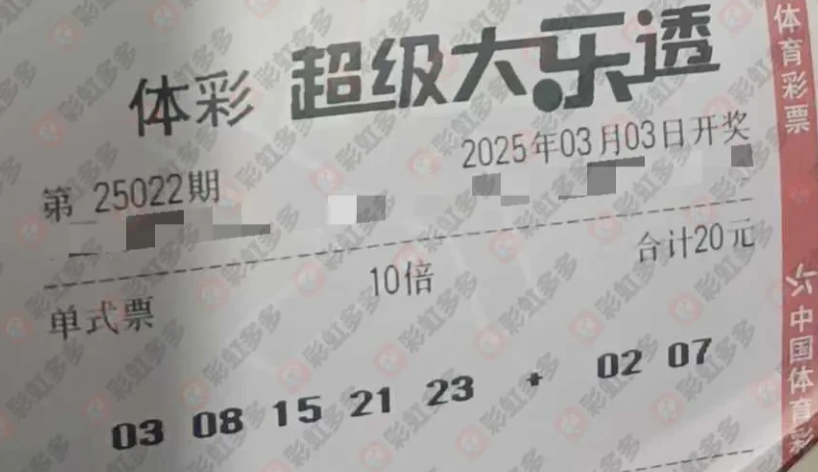 体彩 超级大乐透
第 25022期
2025年03月03日开奖
单式票
10倍
合计20元
03 08 15 21 23 + 02 07
体育彩票
中国体育彩
彩虹多多